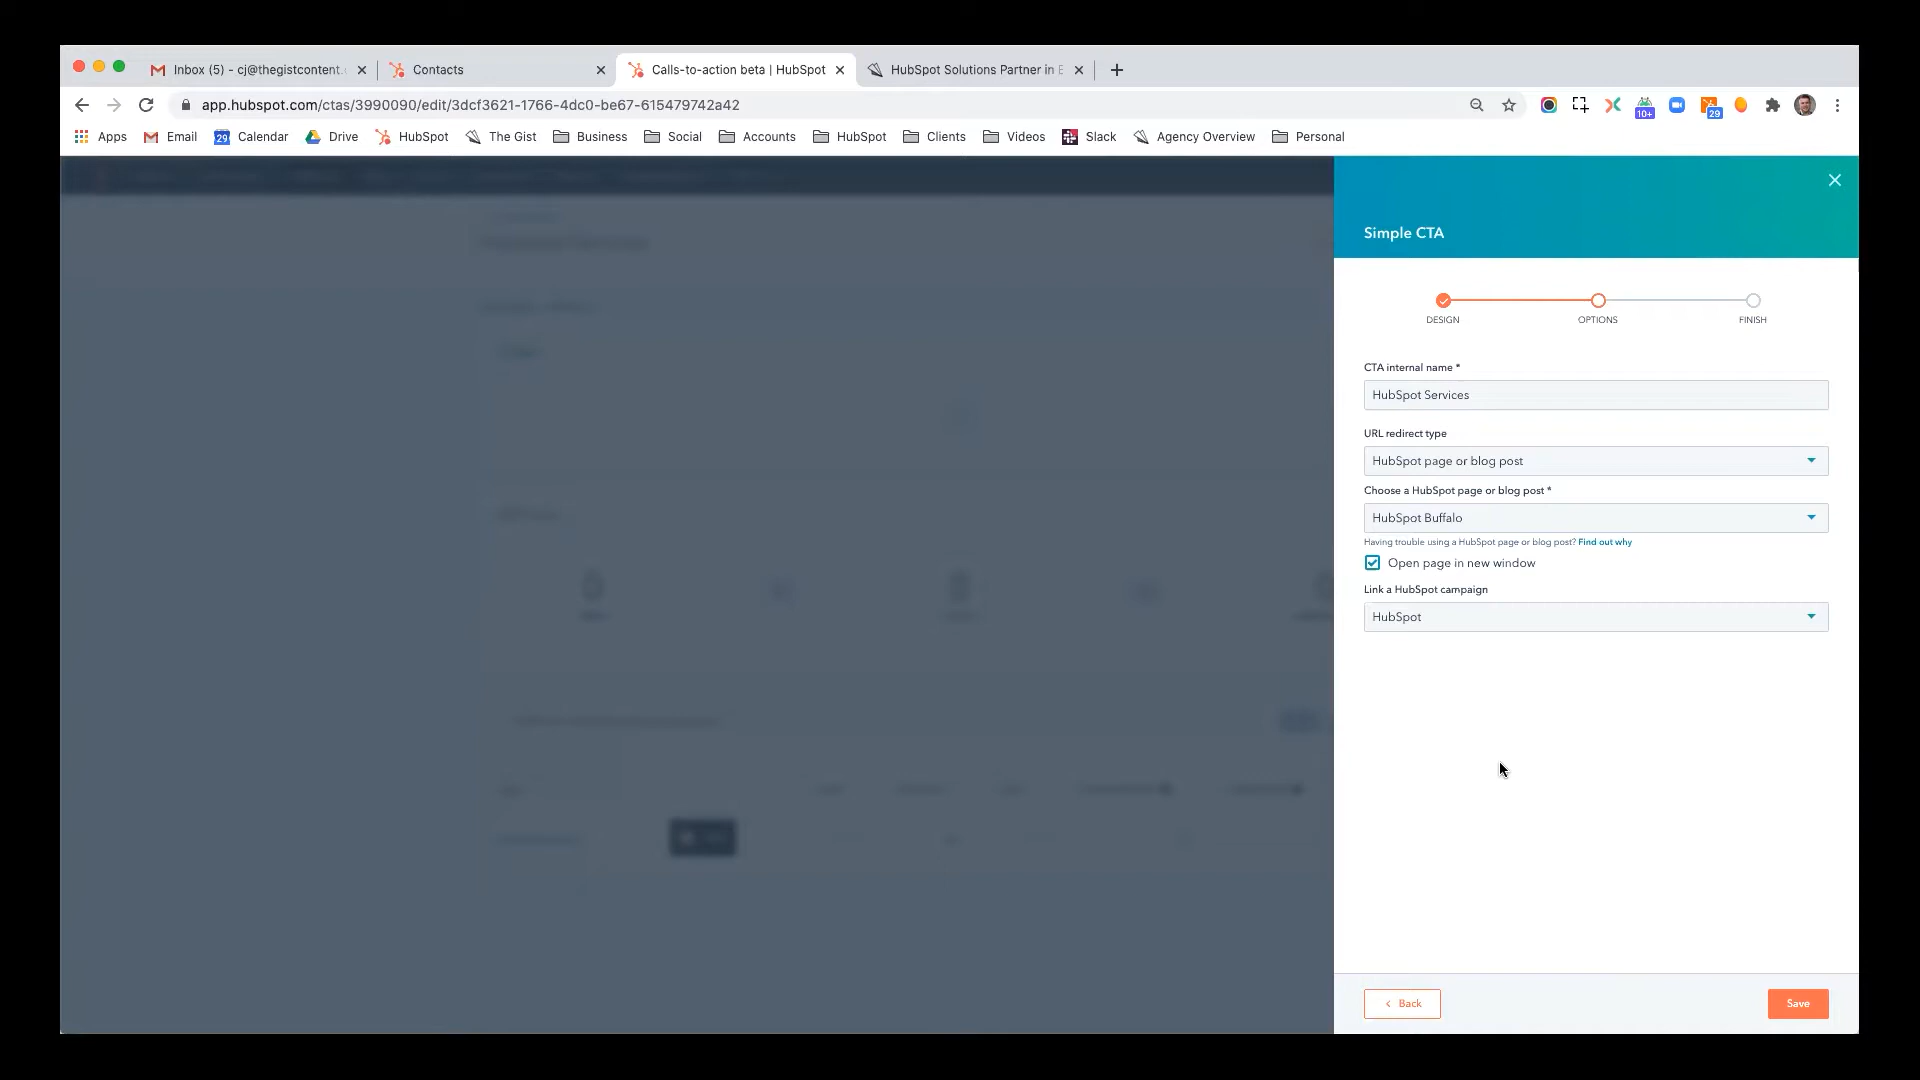 Inbox (5) - cj@thegistcontent.
Contacts
Calls-to-action beta | HubSpot
HubSpot Solutions Partner in E
app.hubspot.com/ctas/3990090/edit/3dcf3621-1766-4dc0-be67-615479742a42
10+
29
Apps
Email
29
Calendar
Drive
HubSpot
The Gist
Business
Social
Accounts
HubSpot
Clients
Videos
Slack
Agency Overview
Personal
Simple CTA
DESIGN
OPTIONS
FINISH
CTA internal name *
HubSpot Services
URL redirect type
HubSpot page or blog post
Choose a HubSpot page or blog post *
HubSpot Buffalo
Having trouble using a HubSpot page or blog post? Find out why
Open page in new window
Link a HubSpot campaign
HubSpot
Back
Save